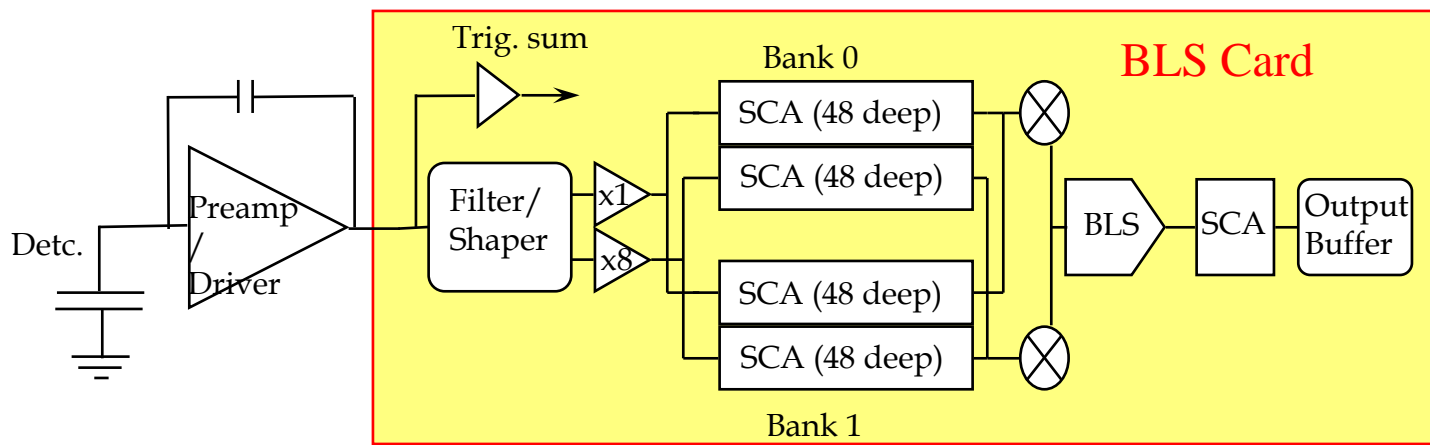 Trig. sum
Bank 0
BLS Card
SCA (48 deep)
SCA (48 deep)
Preamp
/
Driver
Detc.
Filter/
Shaper
x1
x8
BLS
SCA
Output
Buffer
SCA (48 deep)
SCA (48 deep)
Bank 1